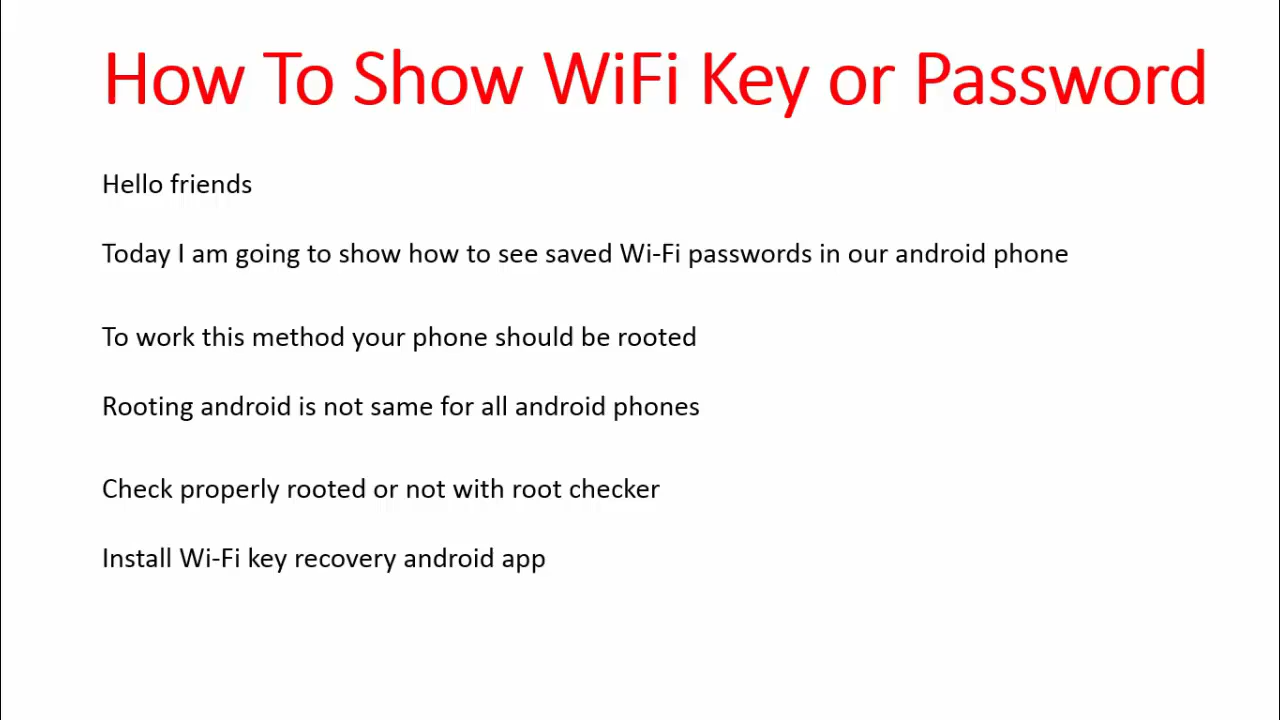 How To Show WiFi Key or Password
Hello friends
Today I am going to show how to see saved Wi-Fi passwords in our android phone
To work this method your phone should be rooted
Rooting android is not same for all android phones
Check properly rooted or not with root checker
Install Wi-Fi key recovery android app